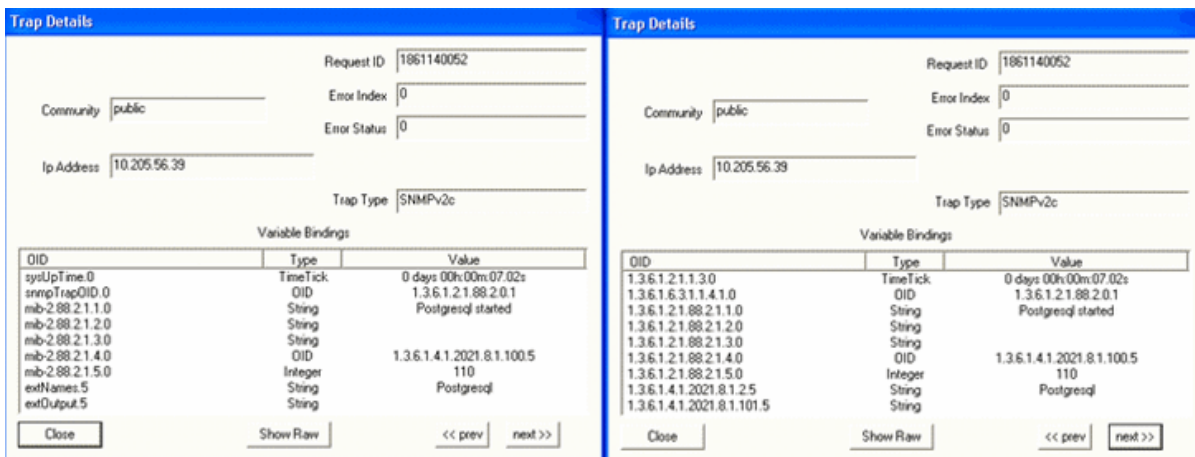 Trap Details
Request ID 1861140052
Error Index 0
Community public
Error Status 0
Ip Address 10.205.56.39
Trap Type SNMPv2c
Variable Bindings
OID Type Value
sysUpTime.0 TimeTick 0 days 00h:00m:07.02s
snmpTrapOID.0 OID 1.3.6.1.2.1.88.2.0.1
mib-2.88.2.1.1.0 String Postgresql started
mib-2.88.2.1.2.0 String
mib-2.88.2.1.3.0 String
mib-2.88.2.1.4.0 OID 1.3.6.1.4.1.2021.8.1.100.5
mib-2.88.2.1.5.0 Integer 110
extNames.5 String Postgresql
extOutput.5 String
Close Show Raw << prev next >>
Trap Details
Request ID 1861140052
Error Index 0
Community public
Error Status 0
Ip Address 10.205.56.39
Trap Type SNMPv2c
Variable Bindings
OID Type Value
1.3.6.1.2.1.1.3.0 TimeTick 0 days 00h:00m:07.02s
1.3.6.1.6.3.1.1.4.1.0 OID 1.3.6.1.2.1.88.2.0.1
1.3.6.1.2.1.88.2.1.1.0 String Postgresql started
1.3.6.1.2.1.88.2.1.2.0 String
1.3.6.1.2.1.88.2.1.3.0 String
1.3.6.1.2.1.88.2.1.4.0 OID 1.3.6.1.4.1.2021.8.1.100.5
1.3.6.1.2.1.88.2.1.5.0 Integer 110
1.3.6.1.4.1.2021.8.1.2.5 String Postgresql
1.3.6.1.4.1.2021.8.1.101.5 String
Close Show Raw << prev next >>